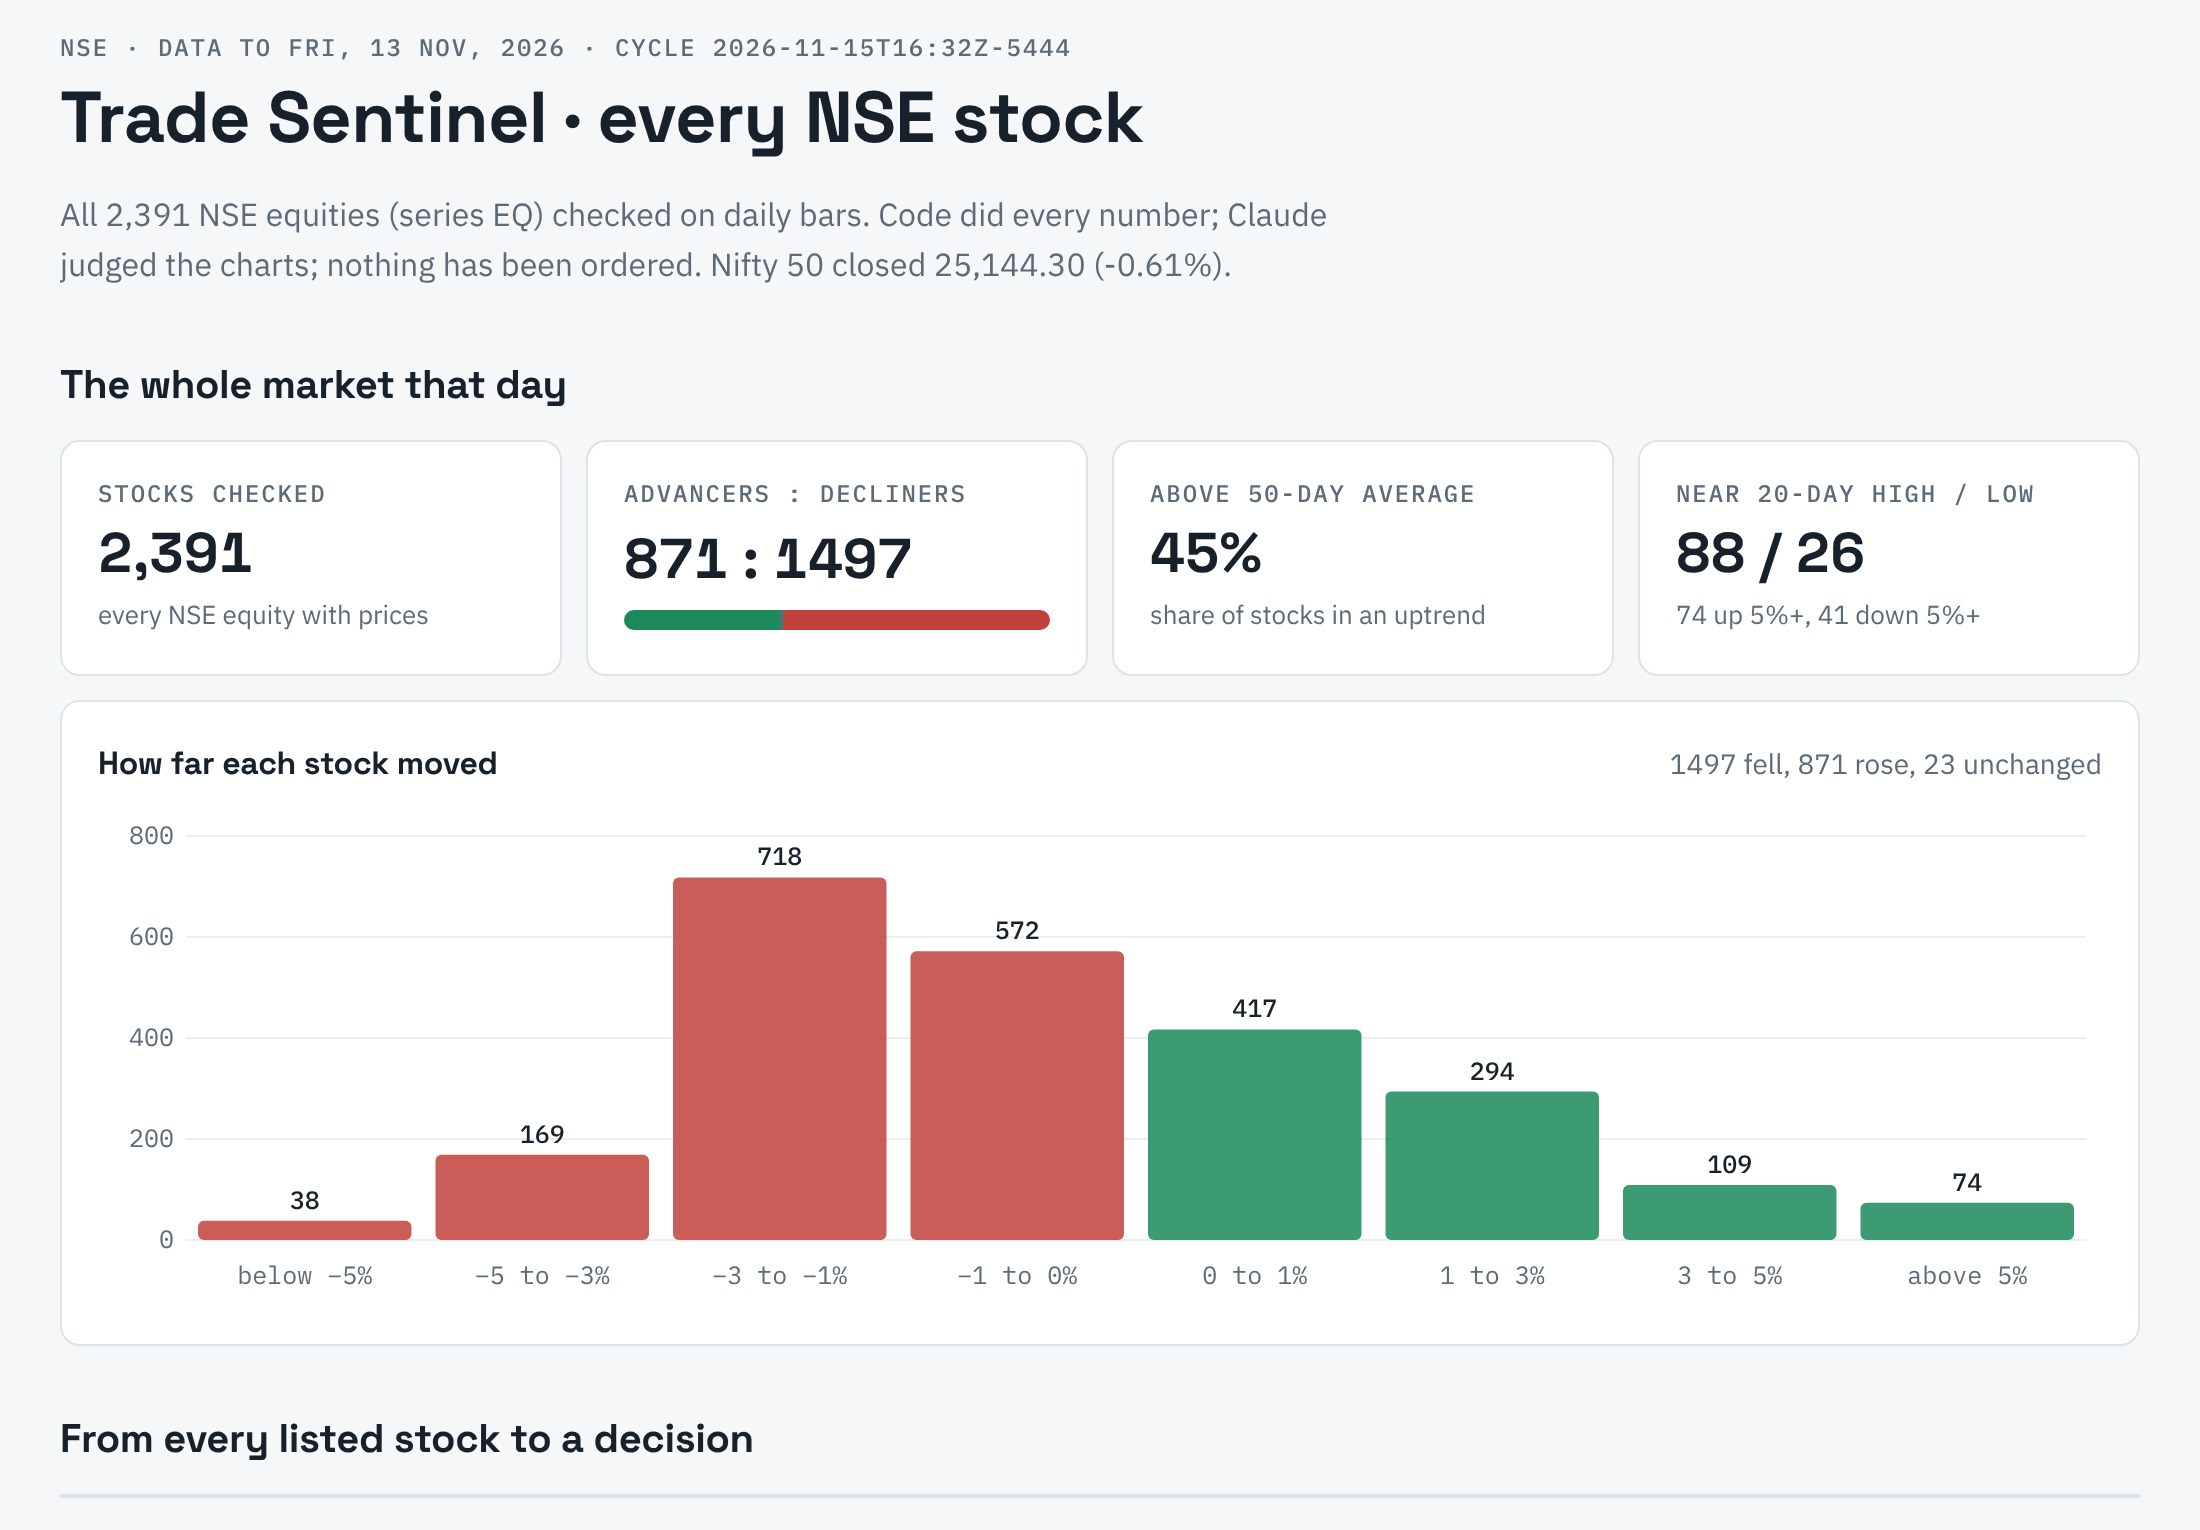 NSE · DATA TO FRI, 13 NOV, 2026 · CYCLE 2026-11-15T16:32Z-5444
Trade Sentinel · every NSE stock
All 2,391 NSE equities (series EQ) checked on daily bars. Code did every number; Claude
judged the charts; nothing has been ordered. Nifty 50 closed 25,144.30 (-0.61%).
The whole market that day
STOCKS CHECKED
2,391
every NSE equity with prices
ADVANCERS : DECLINERS
871 : 1497
ABOVE 50-DAY AVERAGE
45%
share of stocks in an uptrend
NEAR 20-DAY HIGH / LOW
88 / 26
74 up 5%+, 41 down 5%+
How far each stock moved
1497 fell, 871 rose, 23 unchanged
800
600
400
200
0
38
169
718
572
417
294
109
74
below −5%
−5 to −3%
−3 to −1%
−1 to 0%
0 to 1%
1 to 3%
3 to 5%
above 5%
From every listed stock to a decision